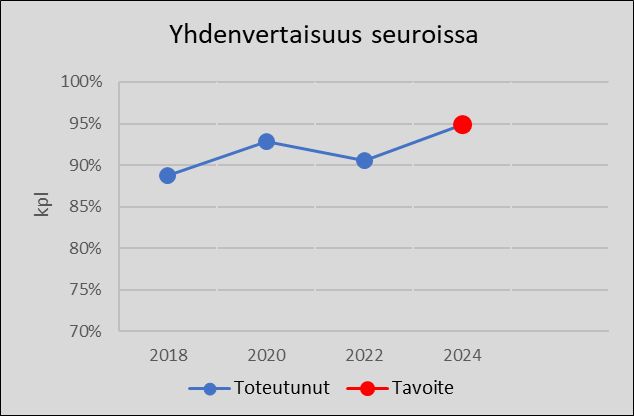 Yhdenvertaisuus seuroissa
100%
95%
90%
85%
80%
75%
70%
kpl
2018 2020 2022 2024
Toteutunut Tavoite